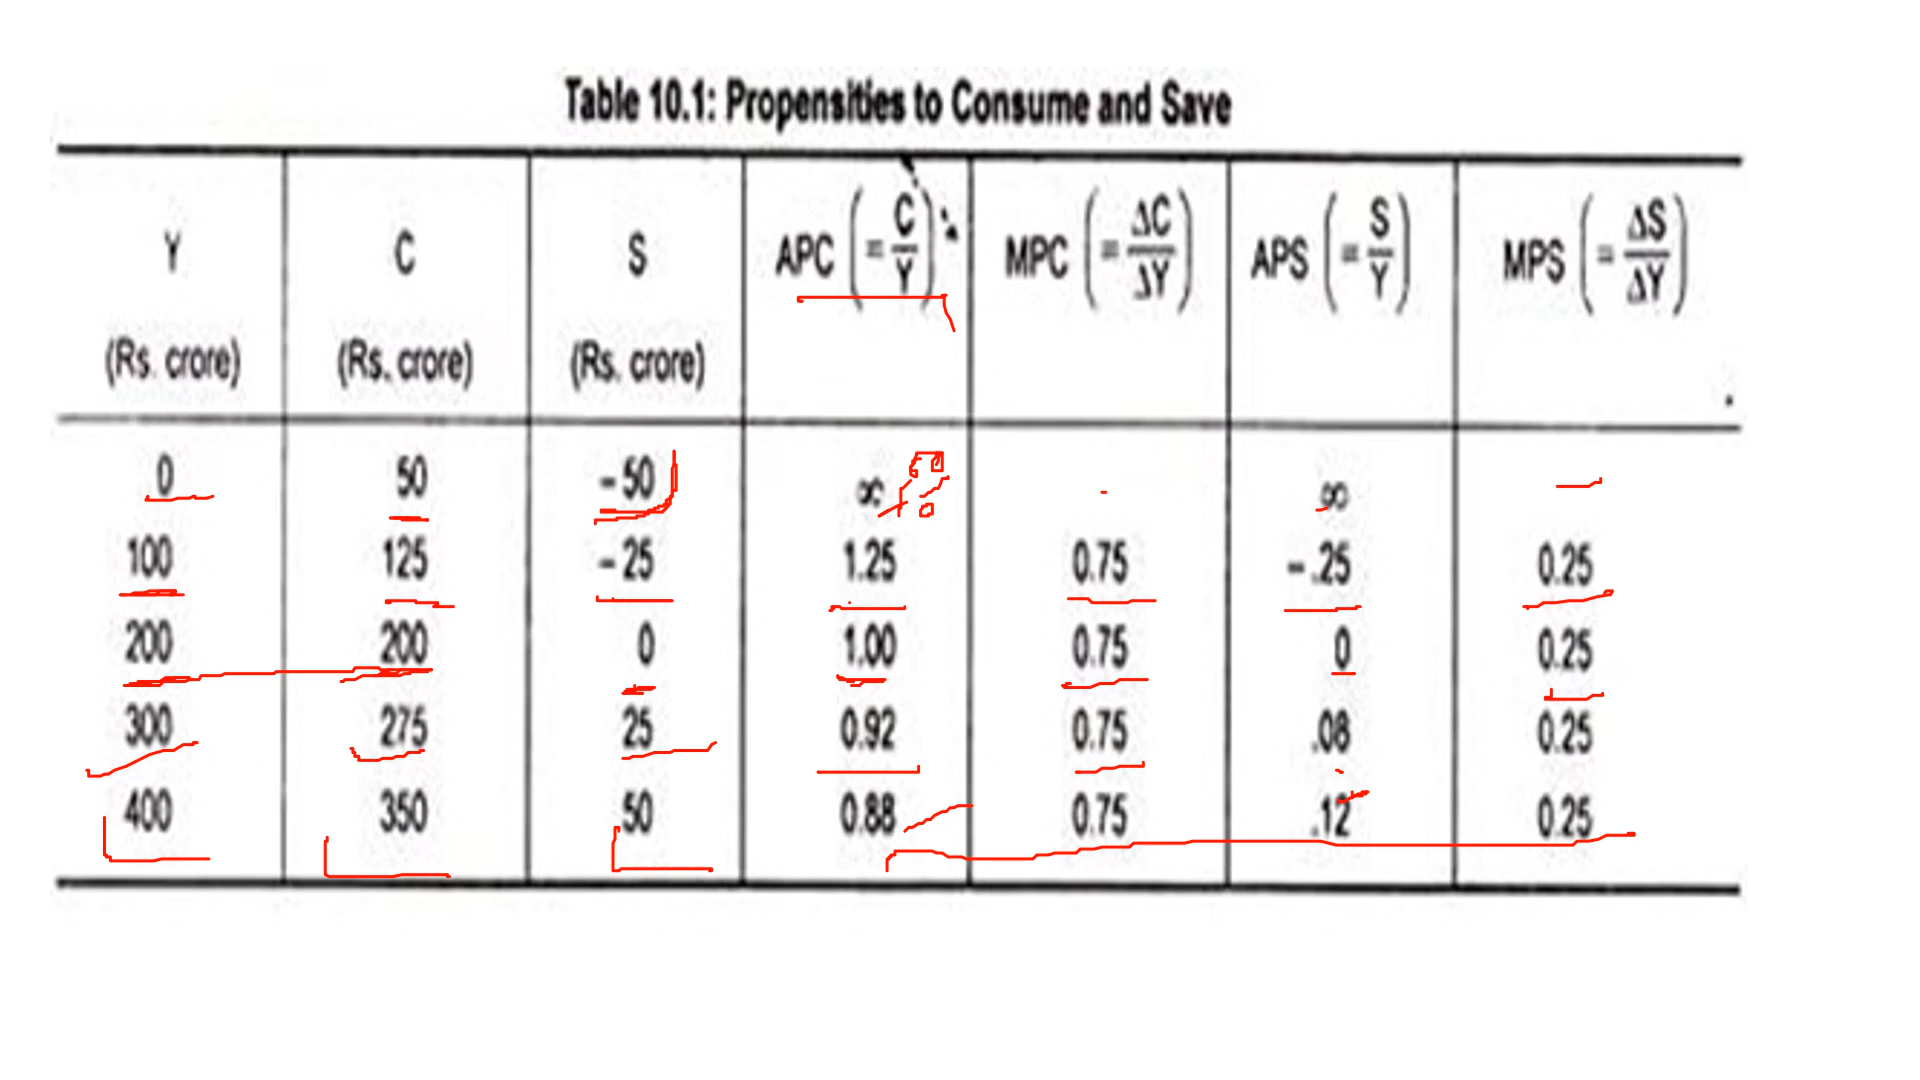 Table 10.1: Propensities to Consume and Save
Y C S APC (= C/Y) MPC (= ΔC/ΔY) APS (= S/Y) MPS (= ΔS/ΔY)
(Rs. crore) (Rs. crore) (Rs. crore)
0 50 – 50 ∞ ∞
100 125 – 25 1.25 0.75 – .25 0.25
200 200 0 1.00 0.75 0 0.25
300 275 25 0.92 0.75 .08 0.25
400 350 50 0.88 0.75 .12 0.25